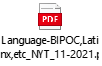 PDF
Language-BIPOC,Lati
nx,etc_NYT_11-2021.p